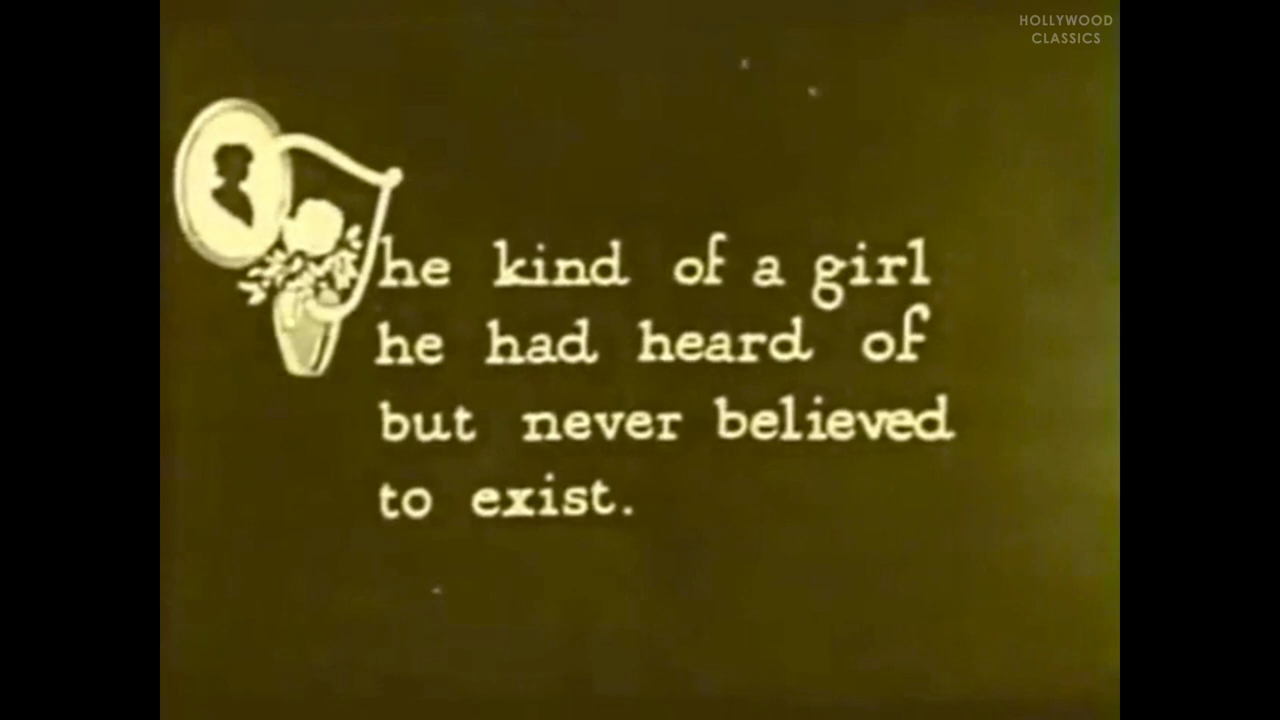 HOLLYWOOD
CLASSICS
The kind of a girl
he had heard of
but never believed
to exist.